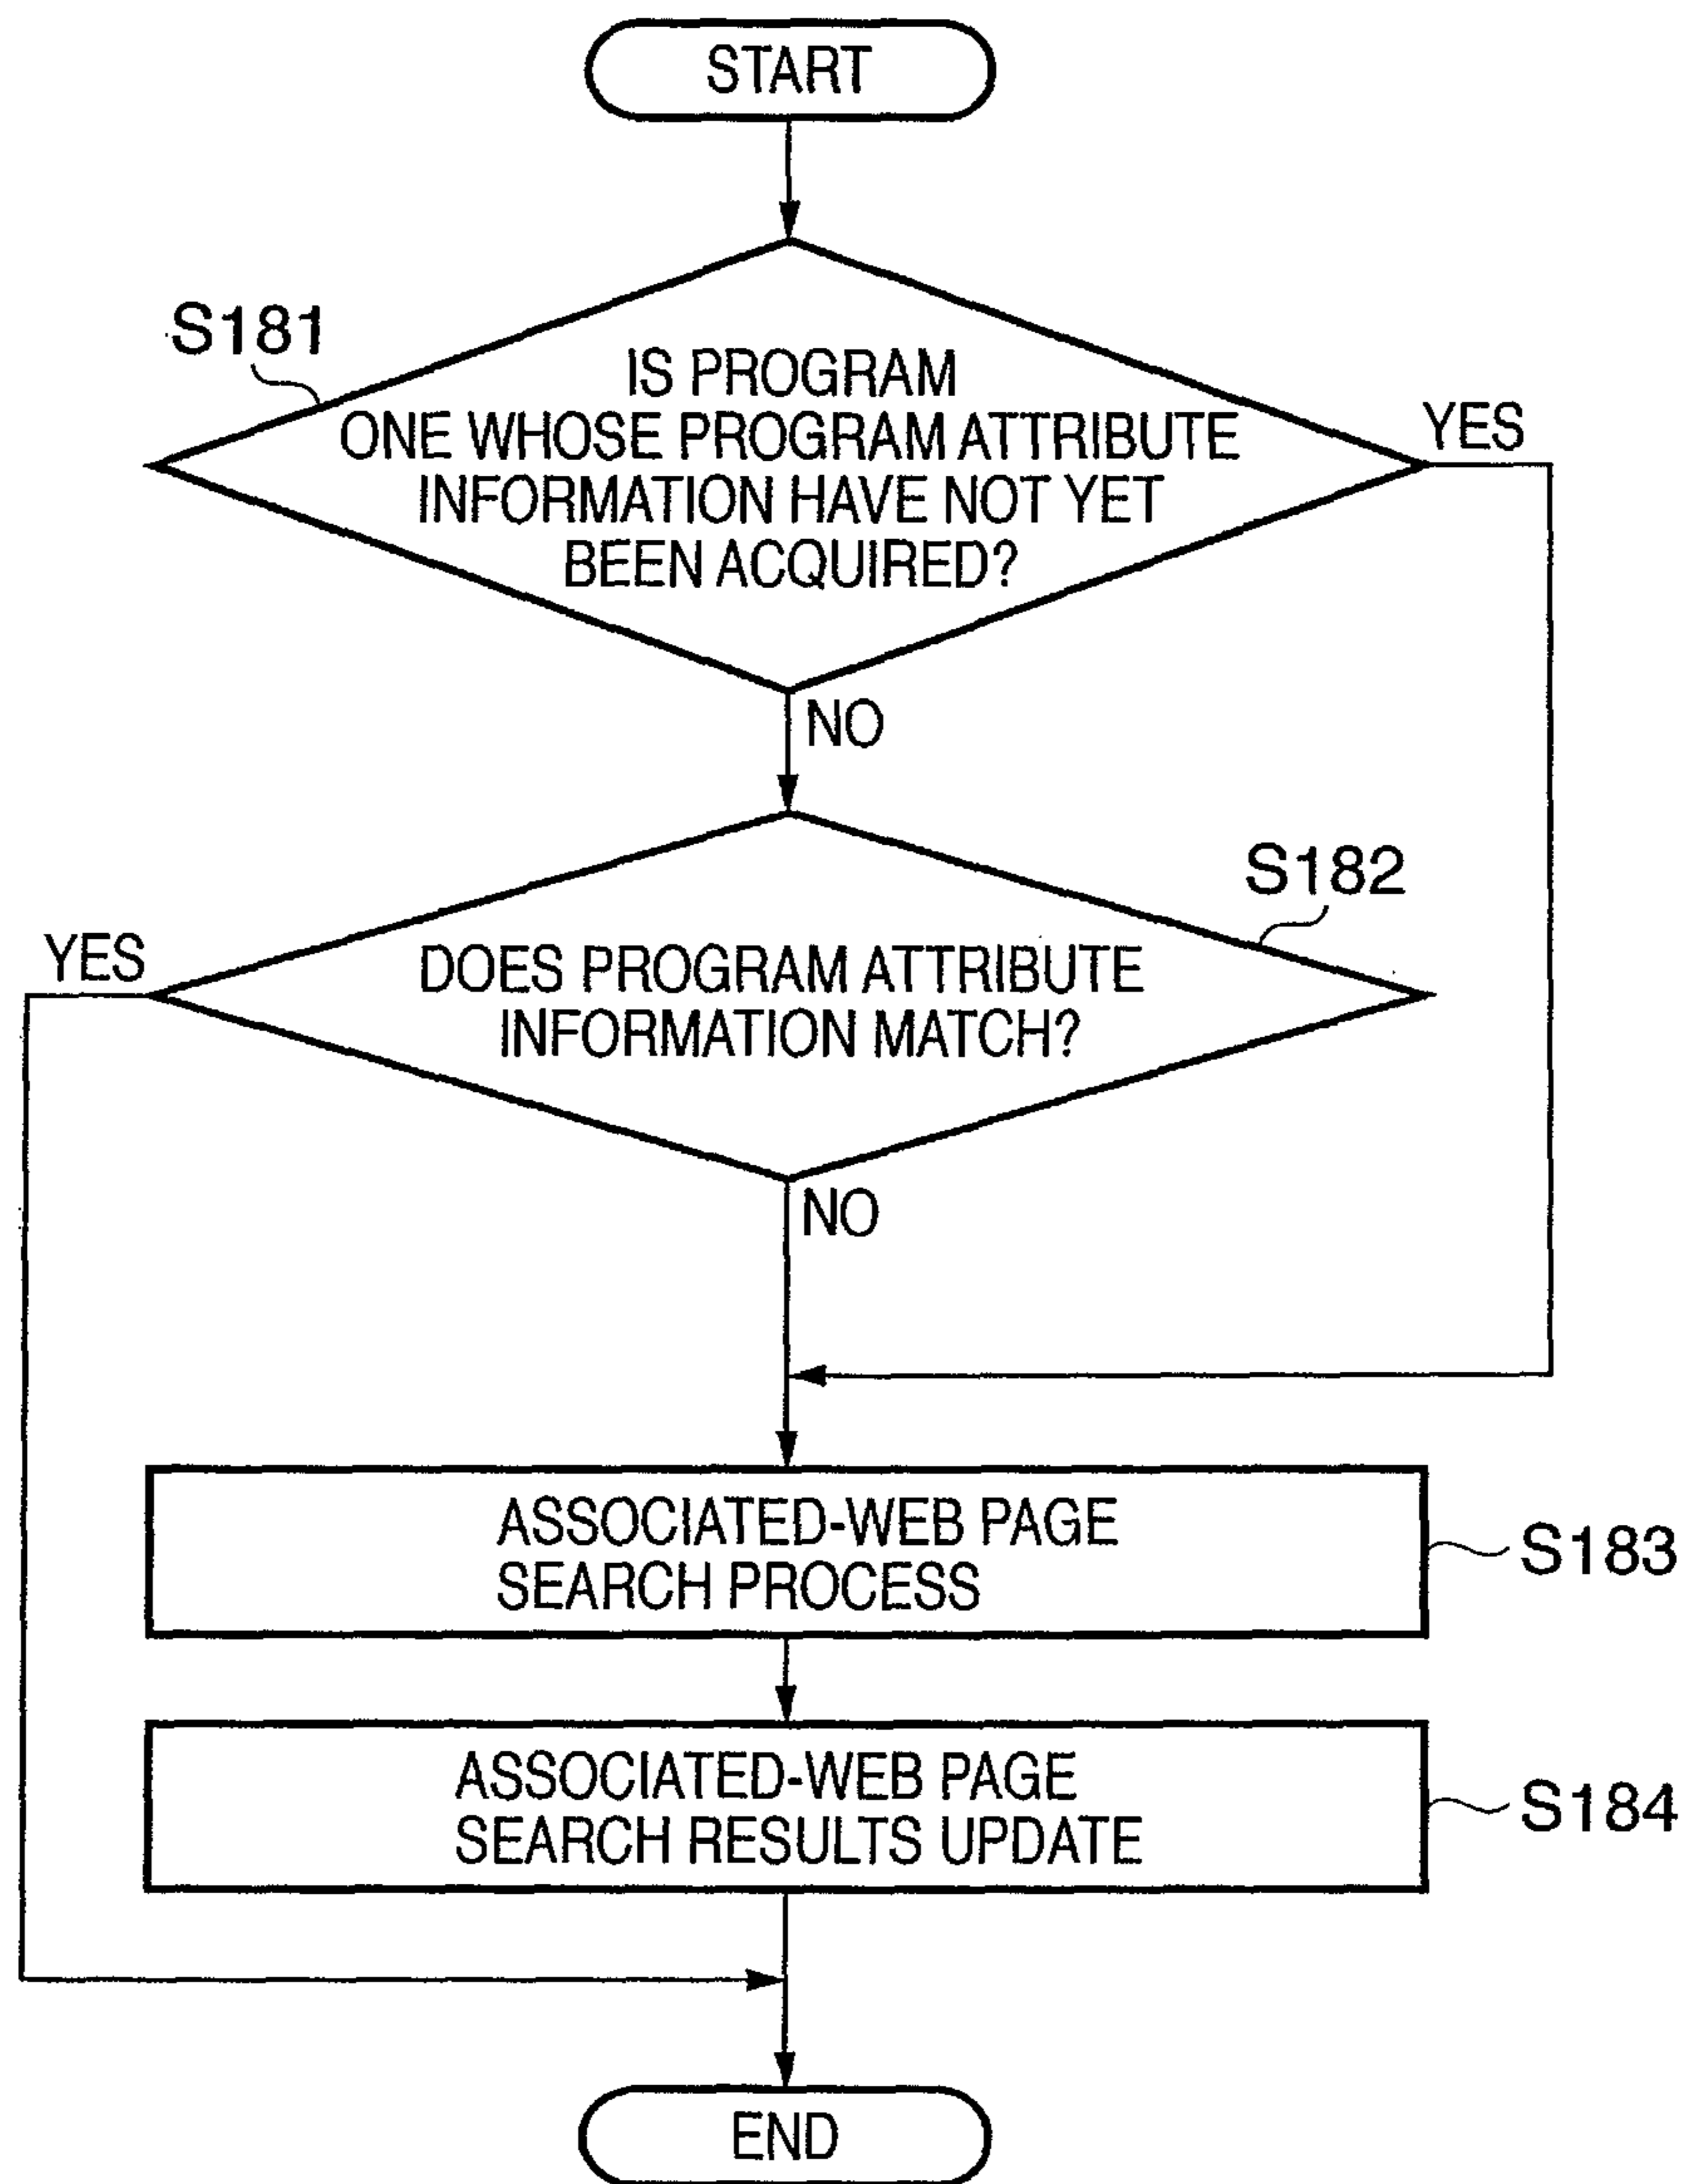 START
S181
IS PROGRAM
ONE WHOSE PROGRAM ATTRIBUTE
INFORMATION HAVE NOT YET
BEEN ACQUIRED?
YES
NO
S182
YES
DOES PROGRAM ATTRIBUTE
INFORMATION MATCH?
NO
ASSOCIATED-WEB PAGE
SEARCH PROCESS
S183
ASSOCIATED-WEB PAGE
SEARCH RESULTS UPDATE
S184
END